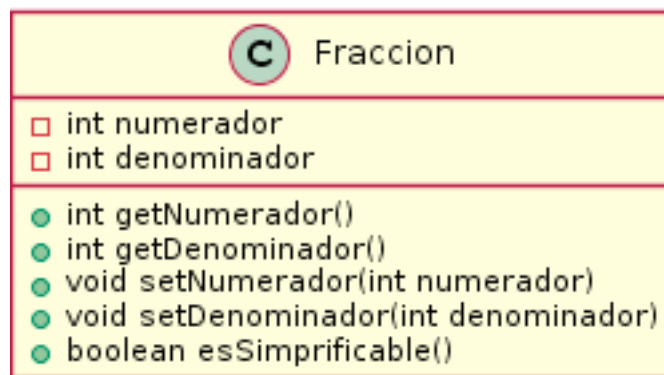 C Fraccion
int numerador
int denominador
int getNumerador()
int getDenominador()
void setNumerador(int numerador)
void setDenominador(int denominador)
boolean esSimprificable()